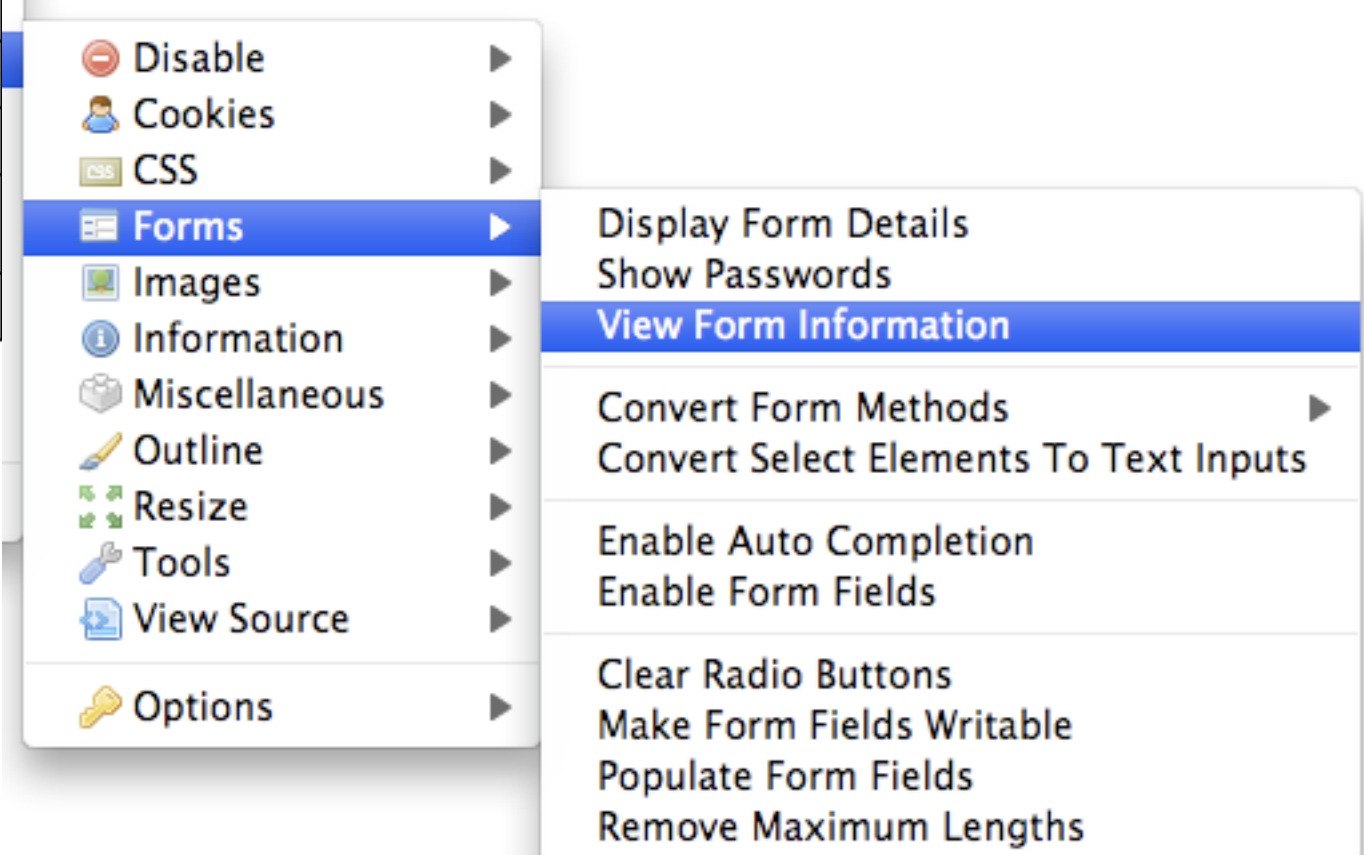 Disable
Cookies
CSS
CSS
Forms
Images
Information
Miscellaneous
Outline
Resize
Tools
View Source
Options
Display Form Details
Show Passwords
View Form Information
Convert Form Methods
Convert Select Elements To Text Inputs
Enable Auto Completion
Enable Form Fields
Clear Radio Buttons
Make Form Fields Writable
Populate Form Fields
Remove Maximum Lengths